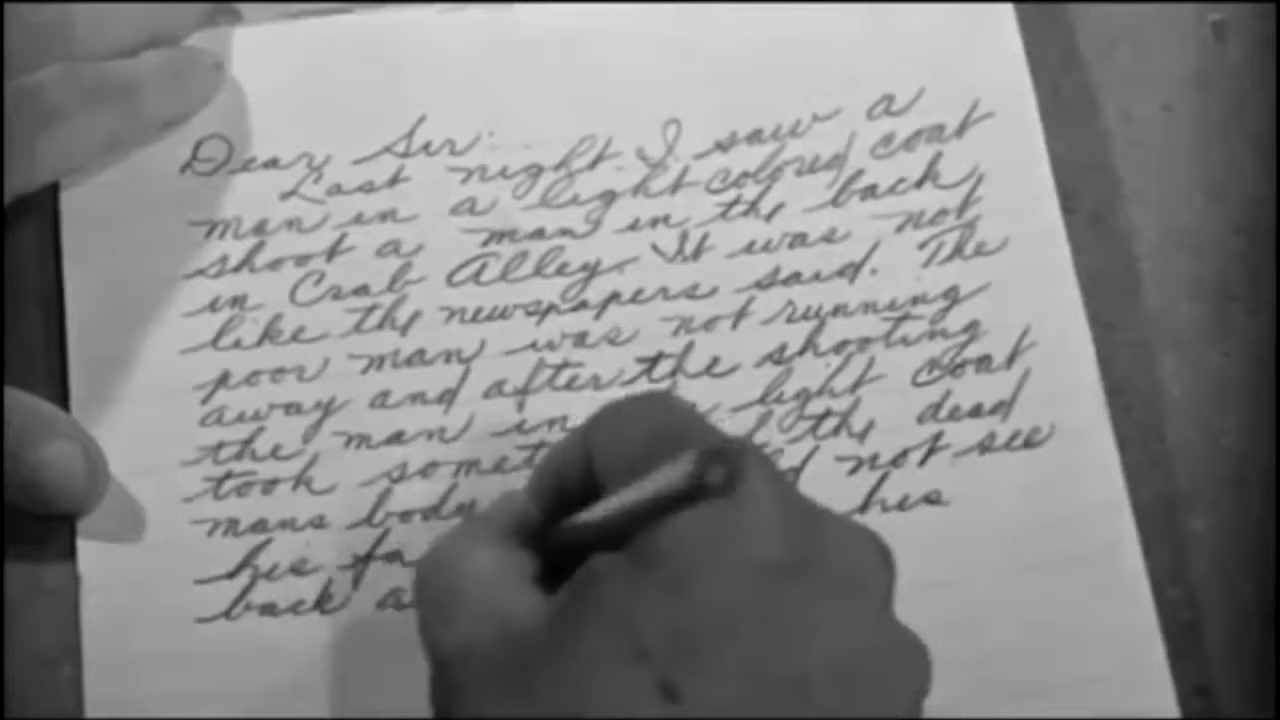 Dear Sir:
Last night I saw a
man in a light colored coat
shoot a man in the back
in Crab Alley. It was not
like the newspapers said. The
poor man was not running
away and after the shooting
the man in light coat
took the dead
mans body not see
his his
back